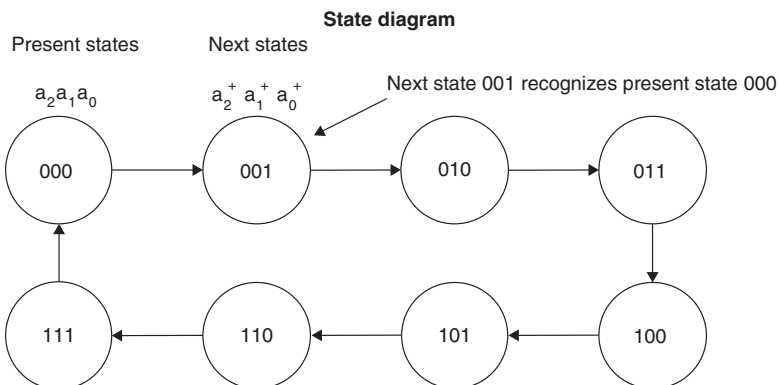 State diagram
Present states Next states
a₂a₁a₀ a₂⁺ a₁⁺ a₀⁺ Next state 001 recognizes present state 000
000 001 010 011
111 110 101 100